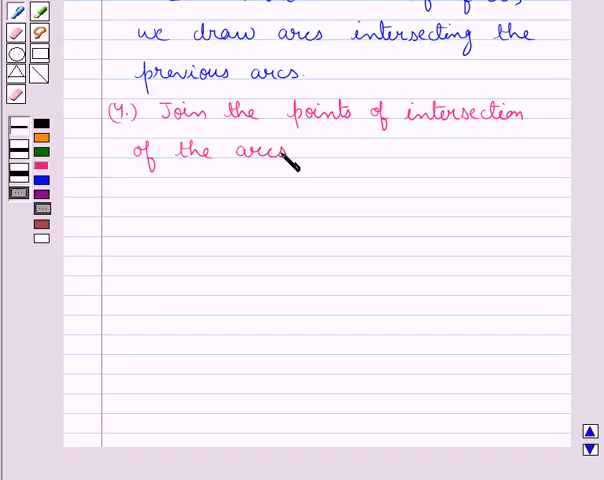 we draw arcs intersecting the
previous arcs.
(4.) Join the points of intersection
of the arcs